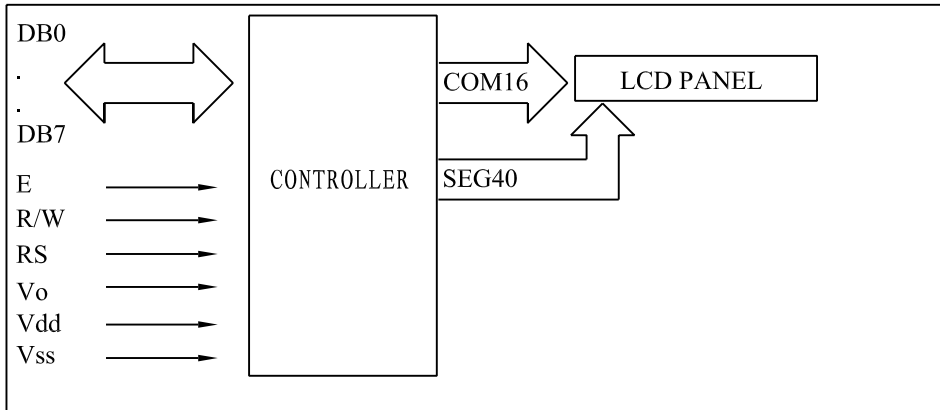 DB0
.
.
DB7
E
R/W
RS
Vo
Vdd
Vss
CONTROLLER
COM16
SEG40
LCD PANEL